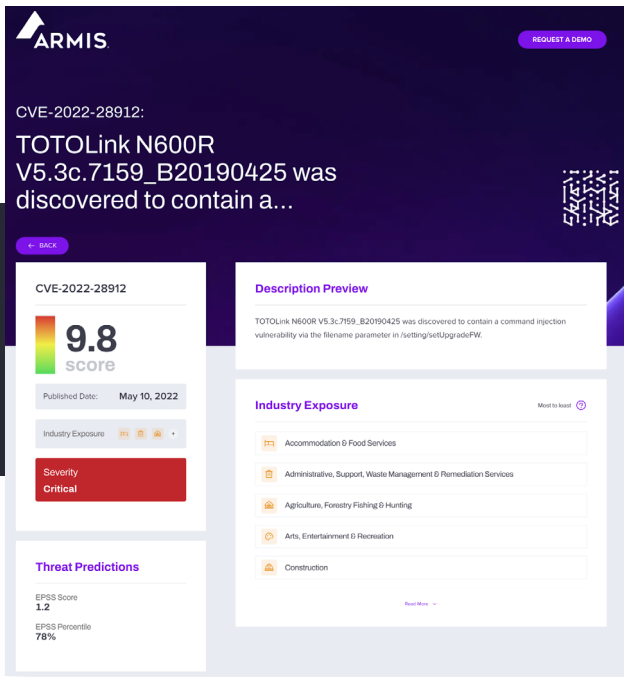 ARMIS
REQUEST A DEMO
CVE-2022-28912:
TOTOLink N600R
V5.3c.7159_B20190425 was
discovered to contain a...
← BACK
CVE-2022-28912
9.8
score
Published Date: May 10, 2022
Industry Exposure +
Severity
Critical
Threat Predictions
EPSS Score
1.2
EPSS Percentile
78%
Description Preview
TOTOLink N600R V5.3c.7159_B20190425 was discovered to contain a command injection
vulnerability via the filename parameter in /setting/setUpgradeFW.
Industry Exposure
Most to least ?
Accommodation & Food Services
Administrative, Support, Waste Management & Remediation Services
Agriculture, Forestry Fishing & Hunting
Arts, Entertainment & Recreation
Construction
Read More